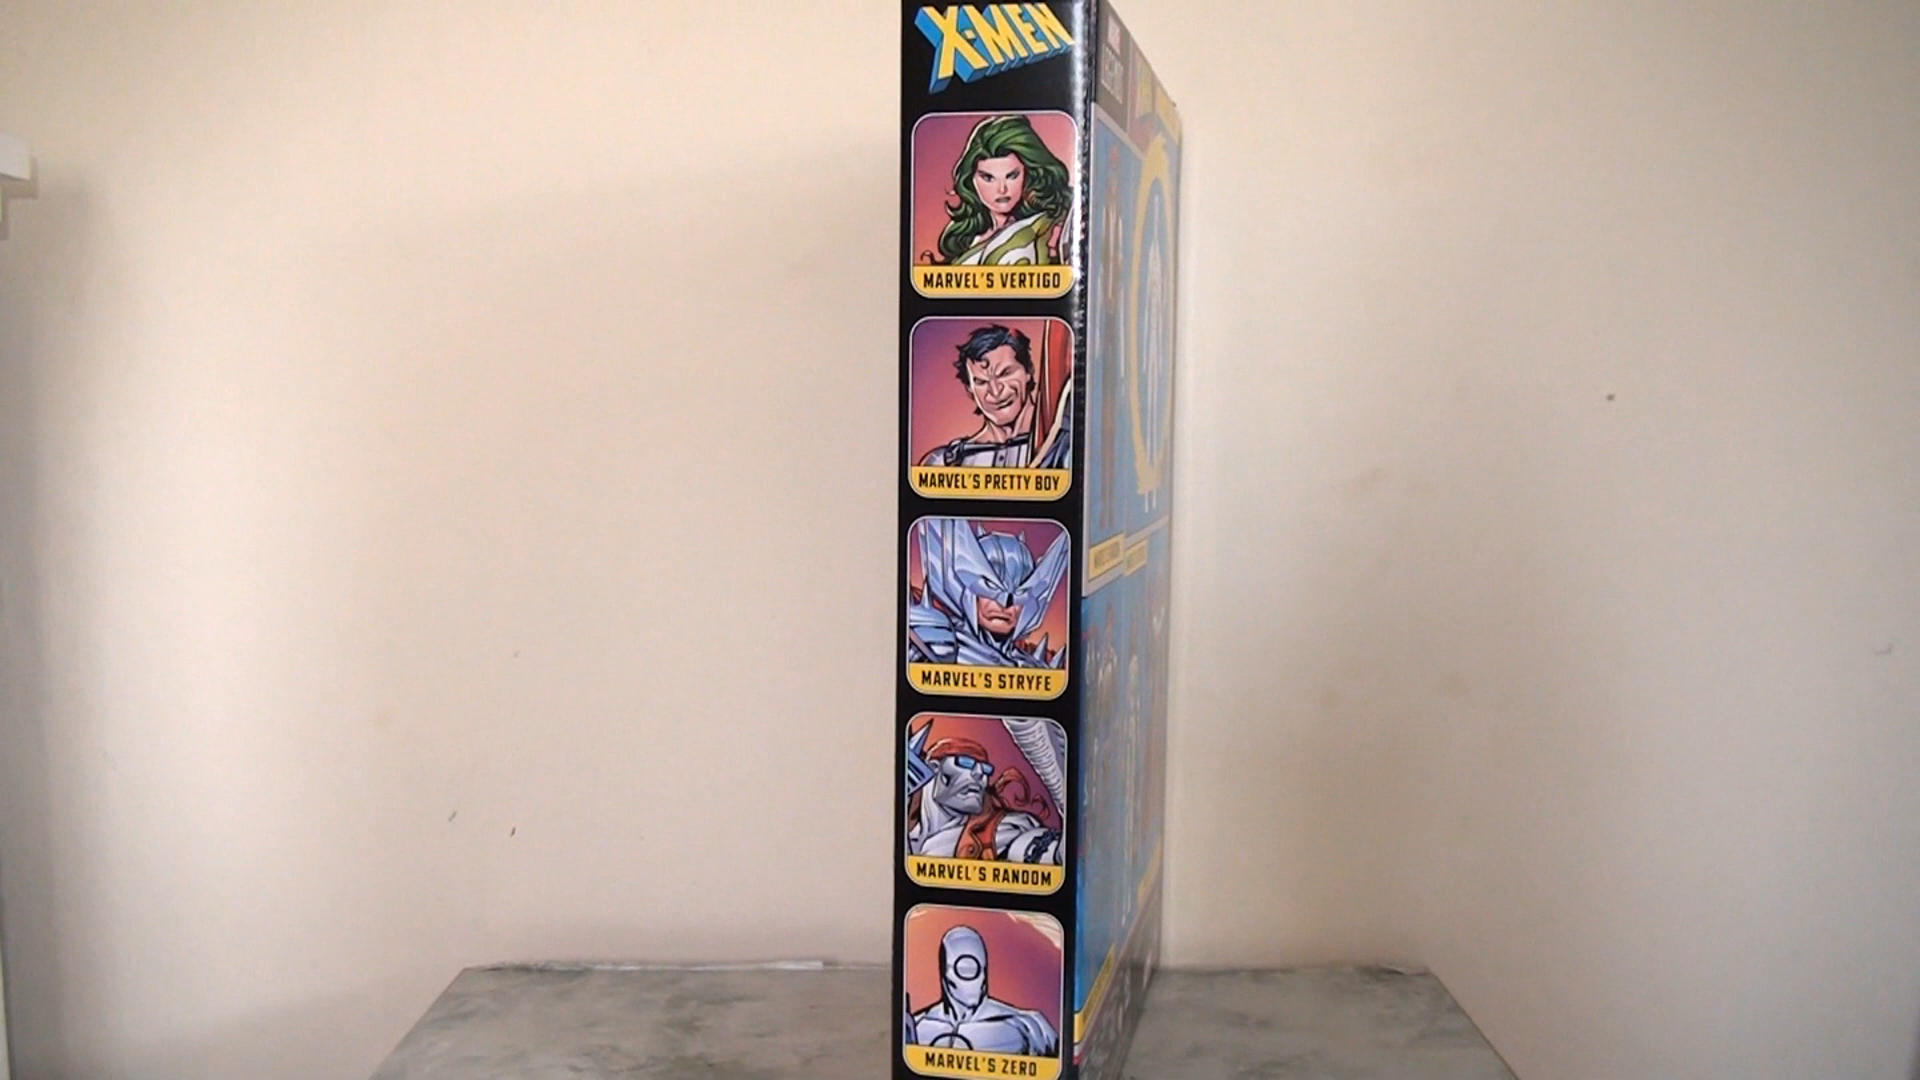 X-MEN
MARVEL'S VERTIGO
MARVEL'S PRETTY BOY
MARVEL'S STRYFE
MARVEL'S RANDOM
MARVEL'S ZERO